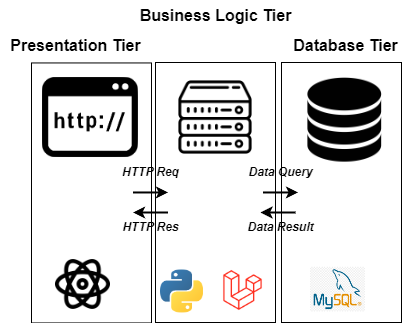 Business Logic Tier
Presentation Tier
Database Tier
http://
HTTP Req
Data Query
HTTP Res
Data Result
MySQL®